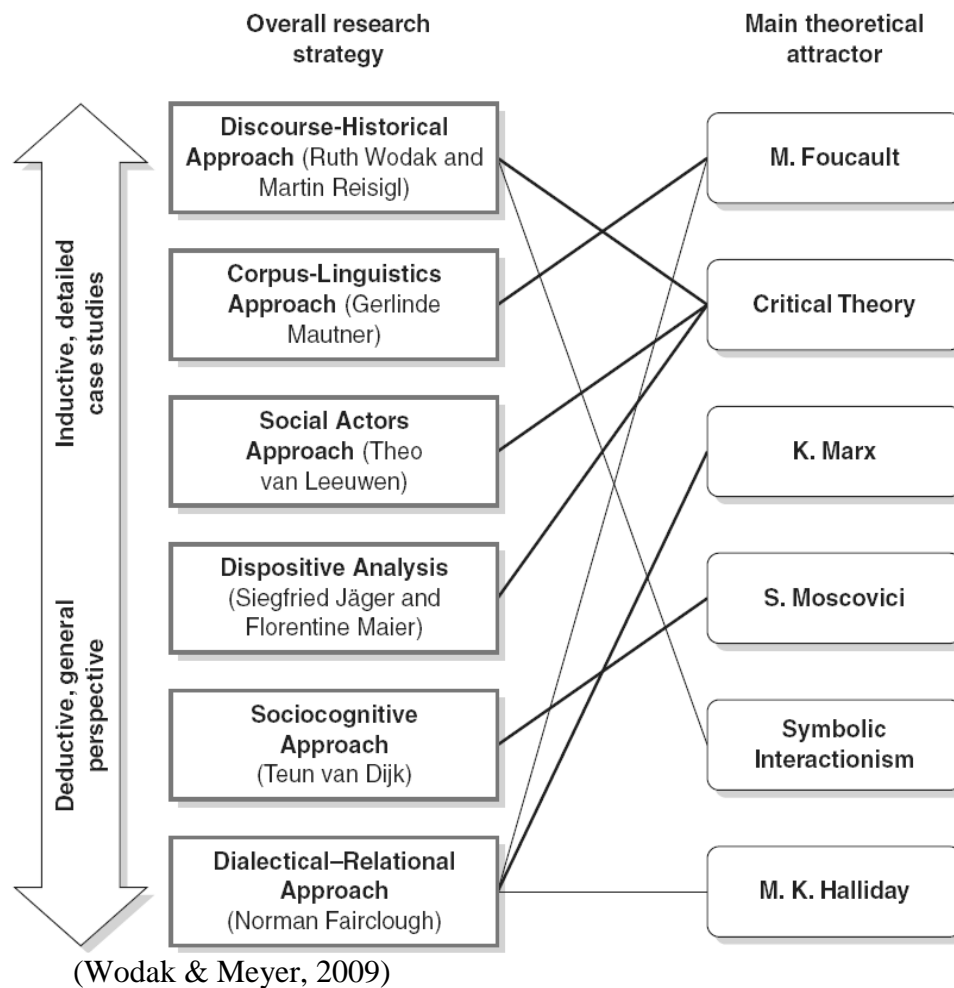 Overall research
strategy
Main theoretical
attractor
Inductive, detailed
case studies
Deductive, general
perspective
Discourse-Historical
Approach (Ruth Wodak and
Martin Reisigl)
Corpus-Linguistics
Approach (Gerlinde
Mautner)
Social Actors
Approach (Theo
van Leeuwen)
Dispositive Analysis
(Siegfried Jäger and
Florentine Maier)
Sociocognitive
Approach
(Teun van Dijk)
Dialectical–Relational
Approach
(Norman Fairclough)
M. Foucault
Critical Theory
K. Marx
S. Moscovici
Symbolic
Interactionism
M. K. Halliday
(Wodak & Meyer, 2009)